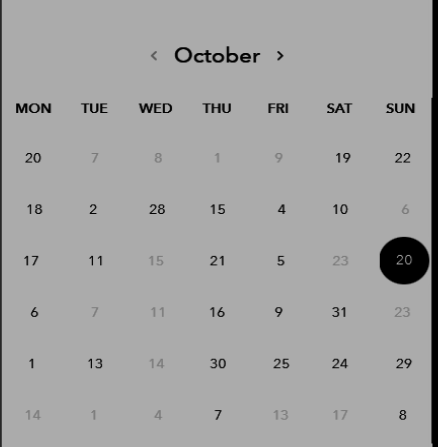 ‹ October ›
MON TUE WED THU FRI SAT SUN
20 7 8 1 9 19 22
18 2 28 15 4 10 6
17 11 15 21 5 23 20
6 7 11 16 9 31 23
1 13 14 30 25 24 29
14 1 4 7 13 17 8